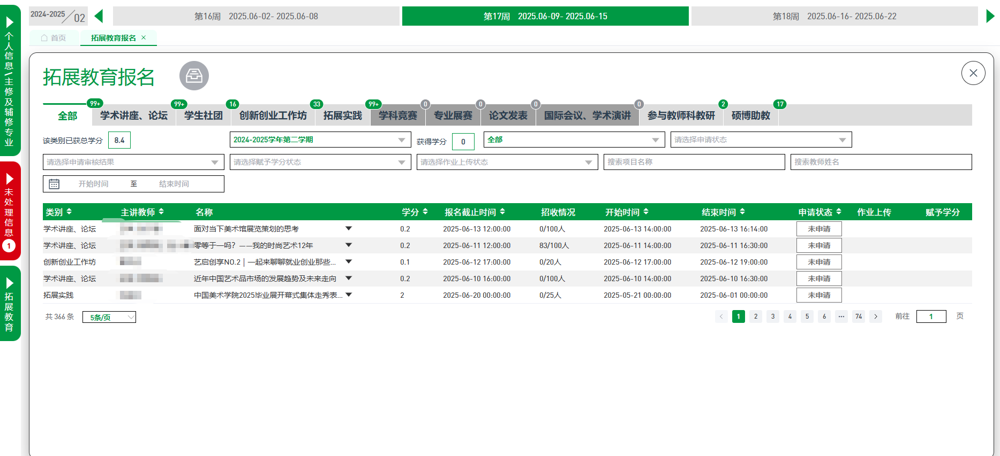 2024-2025/02
第16周 2025.06-02- 2025.06-08
第17周 2025.06-09- 2025.06-15
第18周 2025.06-16- 2025.06-22
个人信息\主修及辅修专业
未处理信息
1
拓展教育
首页
拓展教育报名 ×
拓展教育报名
99+ 99+ 16 33 99+ 0 0 0 0 2 17
全部 学术讲座、论坛 学生社团 创新创业工作坊 拓展实践 学科竞赛 专业展赛 论文发表 国际会议、学术演讲 参与教师科教研 硕博助教
该类别已获总学分 8.4 2024-2025学年第二学期 获得学分 0 全部 请选择申请状态
请选择申请审核结果 请选择赋予学分状态 请选择作业上传状态 搜索项目名称 搜索教师姓名
开始时间 至 结束时间
类别 主讲教师 名称 学分 报名截止时间 招收情况 开始时间 结束时间 申请状态 作业上传 赋予学分
学术讲座、论坛 面对当下美术馆展览策划的思考 0.2 2025-06-13 12:00:00 0/100人 2025-06-13 14:00:00 2025-06-13 16:14:00 未申请
学术讲座、论坛 零等于一吗？——我的时尚艺术12年 0.2 2025-06-11 12:00:00 83/100人 2025-06-11 14:00:00 2025-06-11 16:30:00 未申请
创新创业工作坊 艺启创享NO.2 | 一起来聊聊就业创业那些... 0.1 2025-06-12 17:00:00 0/20人 2025-06-12 17:00:00 2025-06-12 19:00:00 未申请
学术讲座、论坛 近年中国艺术品市场的发展趋势及未来走向 0.2 2025-06-10 16:00:00 0/100人 2025-06-10 14:00:00 2025-06-10 16:30:00 未申请
拓展实践 中国美术学院2025毕业展开幕式集体走秀表... 2 2025-06-20 00:00:00 0/25人 2025-05-21 00:00:00 2025-06-01 00:00:00 未申请
共 366 条 5条/页 < 1 2 3 4 5 6 ··· 74 > 前往 1 页